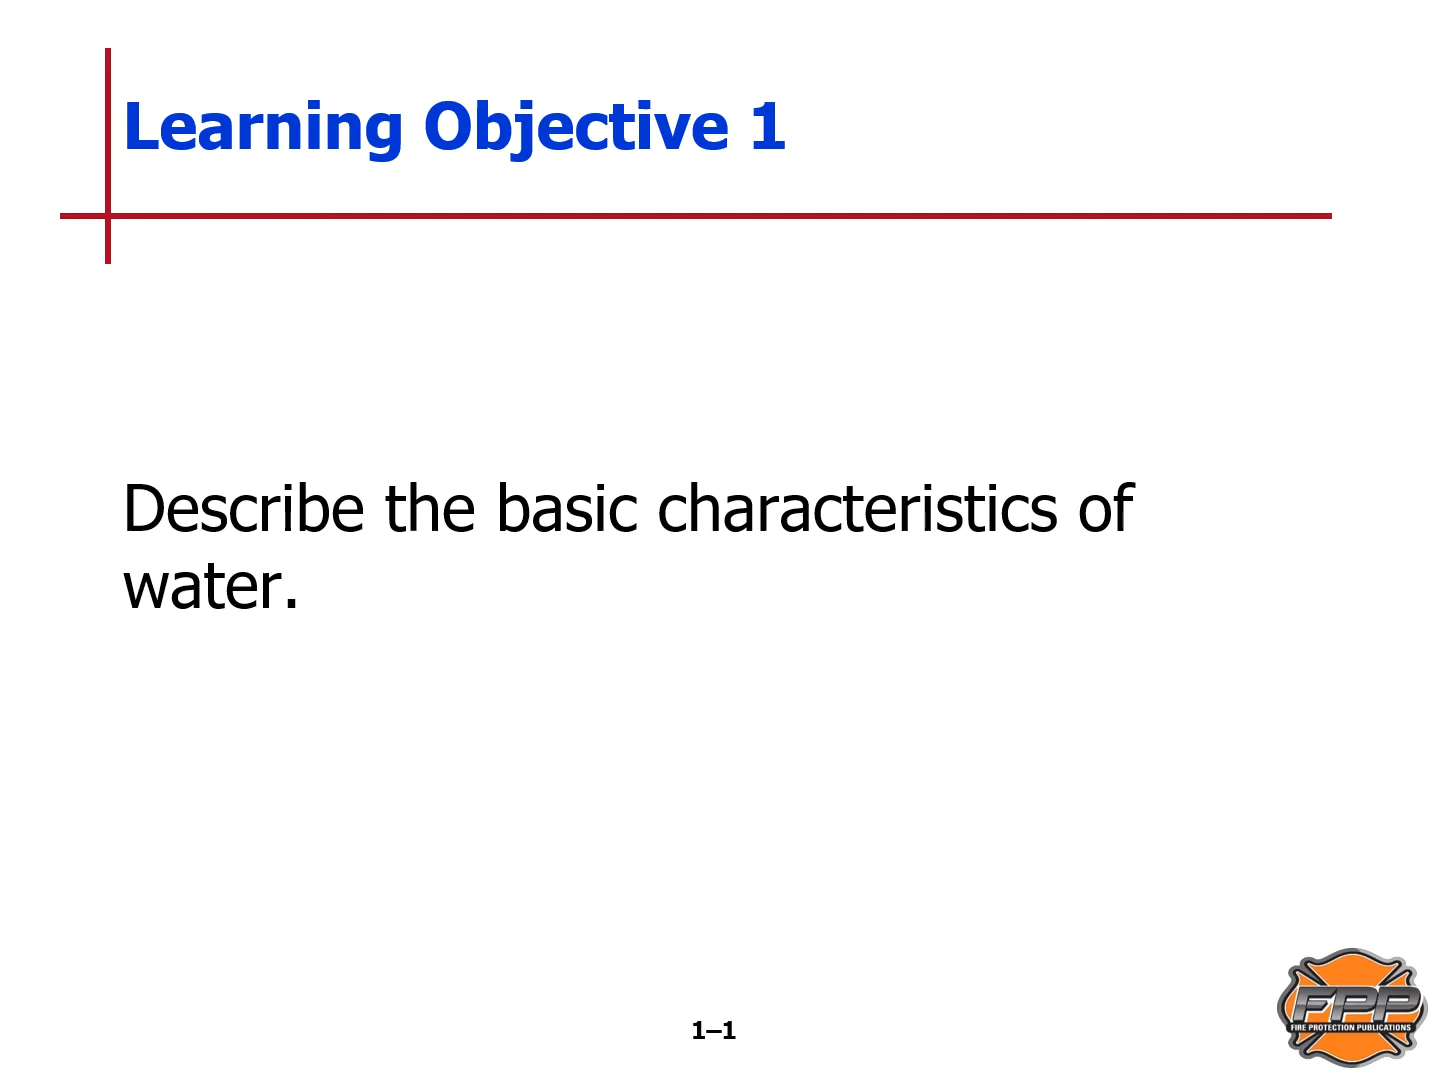 Learning Objective 1
Describe the basic characteristics of
water.
1–1
FPP
FIRE PROTECTION PUBLICATIONS